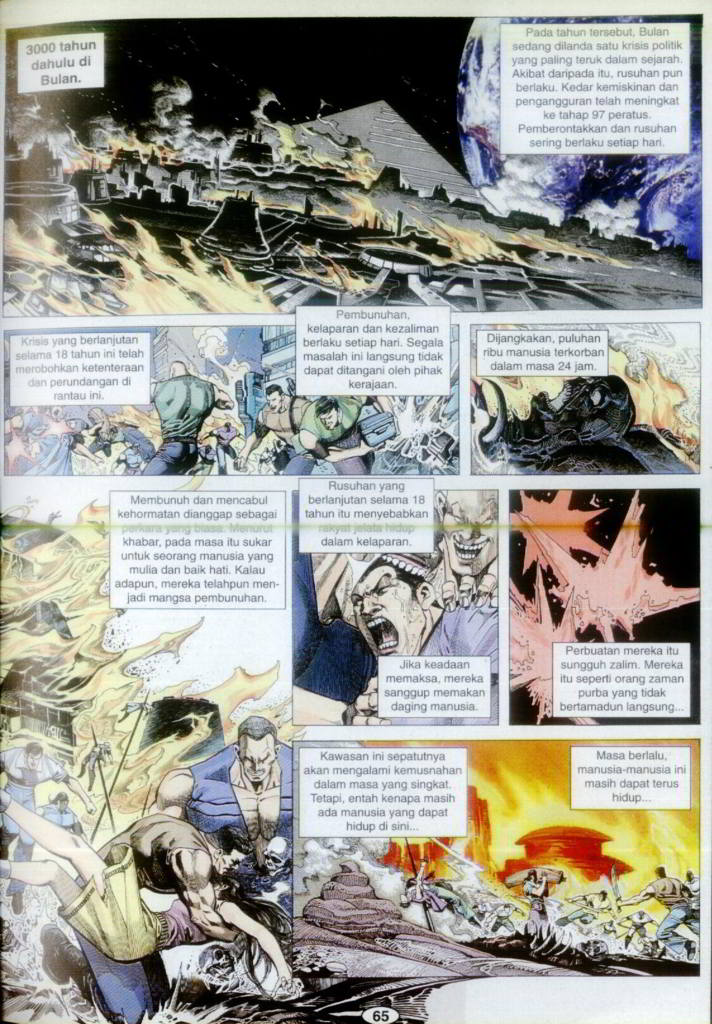 3000 tahun
dahulu di
Bulan.
Pada tahun tersebut, Bulan
sedang dilanda satu krisis politik
yang paling teruk dalam sejarah.
Akibat daripada itu, rusuhan pun
berlaku. Kedar kemiskinan dan
pengangguran telah meningkat
ke tahap 97 peratus.
Pemberontakkan dan rusuhan
sering berlaku setiap hari.
Krisis yang berlanjutan
selama 18 tahun ini telah
merobohkan ketenteraan
dan perundangan di
rantau ini.
Pembunuhan,
kelaparan dan kezaliman
berlaku setiap hari. Segala
masalah ini langsung tidak
dapat ditangani oleh pihak
kerajaan.
Dijangkakan, puluhan
ribu manusia terkorban
dalam masa 24 jam.
Membunuh dan mencabul
kehormatan dianggap sebagai
perkara yang biasa. Menurut
khabar, pada masa itu sukar
untuk seorang manusia yang
mulia dan baik hati. Kalau
adapun, mereka telahpun men-
jadi mangsa pembunuhan.
Rusuhan yang
berlanjutan selama 18
tahun itu menyebabkan
rakyat jelata hidup
dalam kelaparan.
Jika keadaan
memaksa, mereka
sanggup memakan
daging manusia.
Perbuatan mereka itu
sungguh zalim. Mereka
itu seperti orang zaman
purba yang tidak
bertamadun langsung...
Kawasan ini sepatutnya
akan mengalami kemusnahan
dalam masa yang singkat.
Tetapi, entah kenapa masih
ada manusia yang dapat
hidup di sini...
Masa berlalu,
manusia-manusia ini
masih dapat terus
hidup...
65